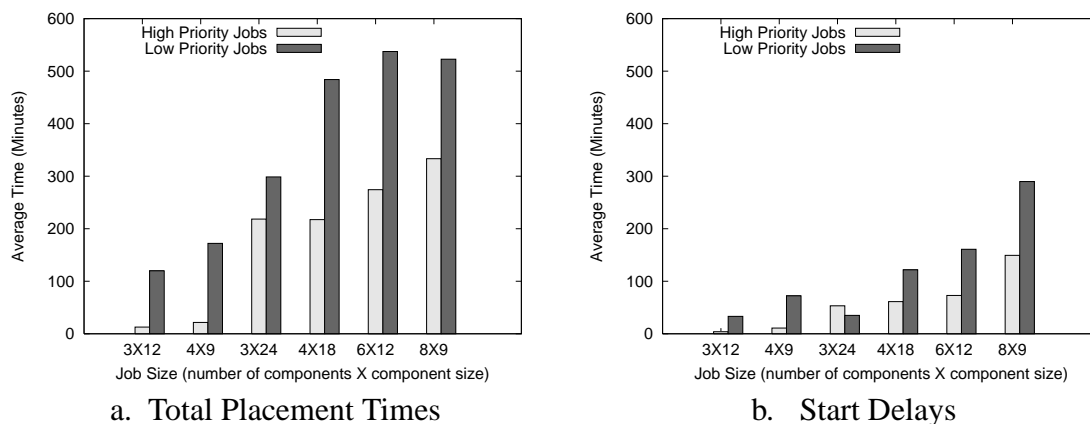 600
500
400
300
200
100
0
Average Time (Minutes)
High Priority Jobs
Low Priority Jobs
3X12 4X9 3X24 4X18 6X12 8X9
Job Size (number of components X component size)
a. Total Placement Times
600
500
400
300
200
100
0
Average Time (Minutes)
High Priority Jobs
Low Priority Jobs
3X12 4X9 3X24 4X18 6X12 8X9
Job Size (number of components X component size)
b. Start Delays